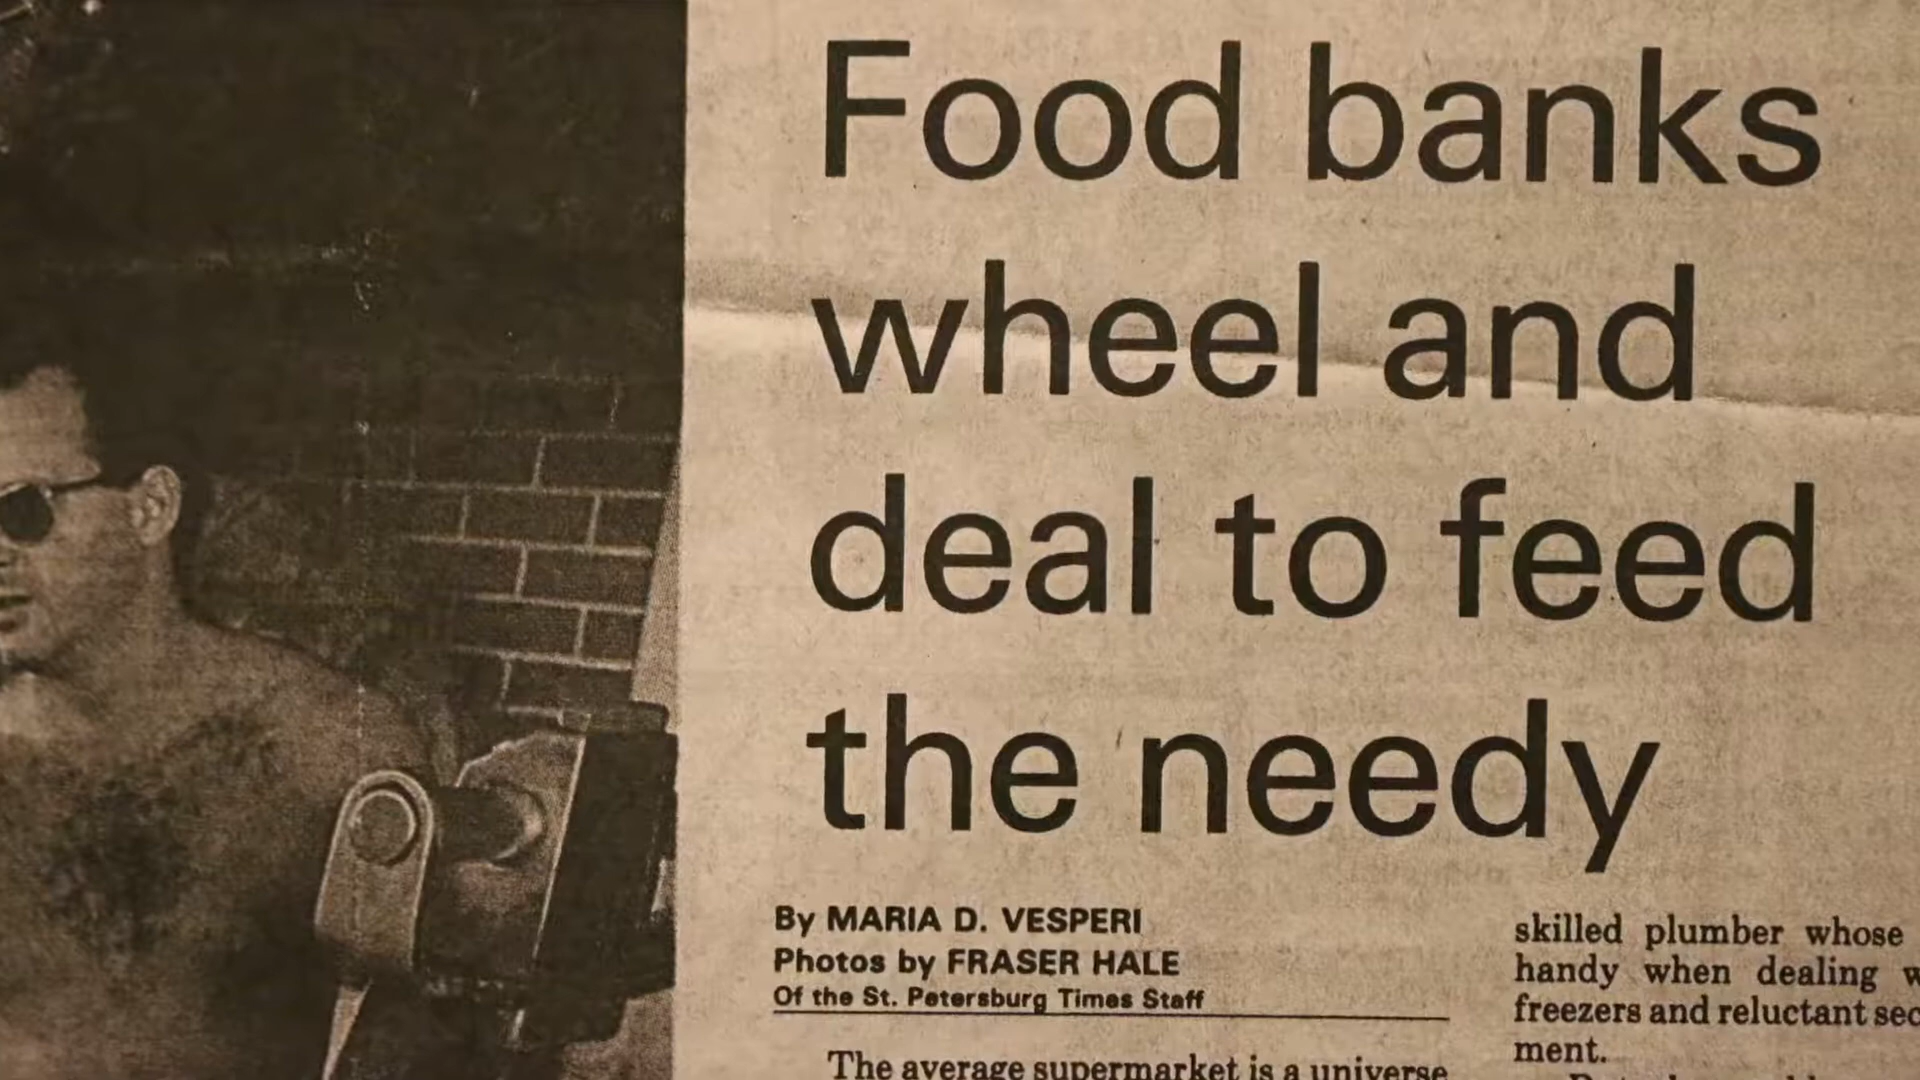 Food banks
wheel and
deal to feed
the needy
By MARIA D. VESPERI
Photos by FRASER HALE
Of the St. Petersburg Times Staff
The average supermarket is a universe
skilled plumber whose
handy when dealing w
freezers and reluctant sec
ment.